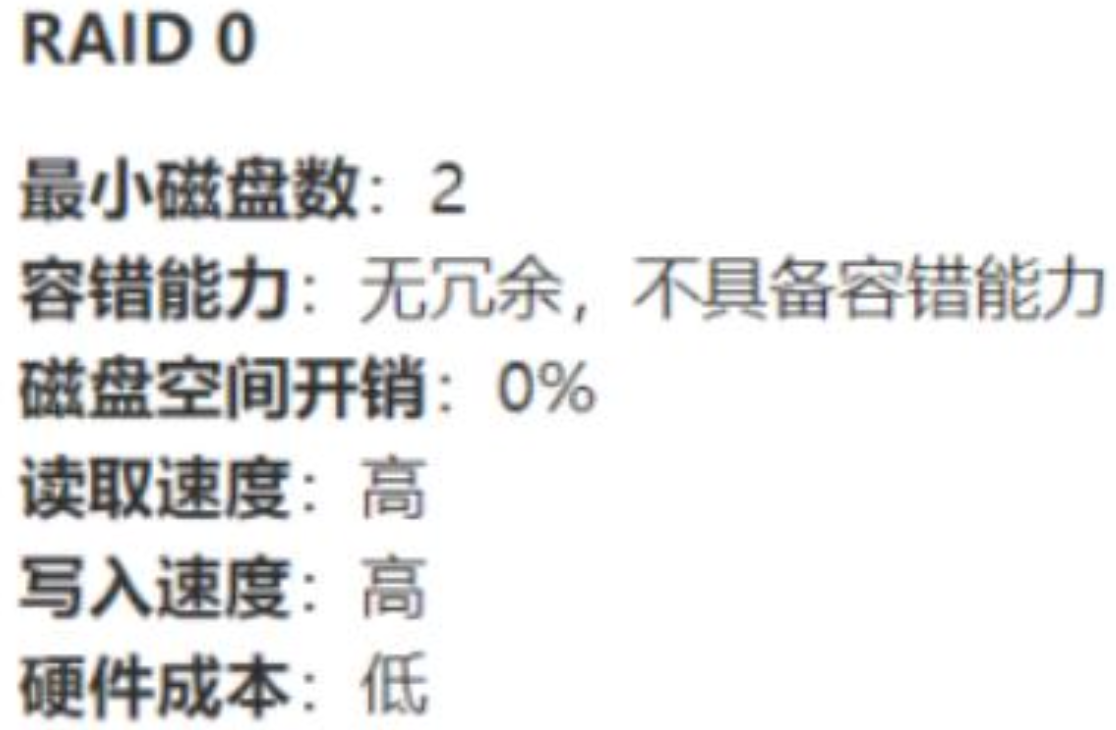 RAID 0
最小磁盘数：2
容错能力：无冗余，不具备容错能力
磁盘空间开销：0%
读取速度：高
写入速度：高
硬件成本：低